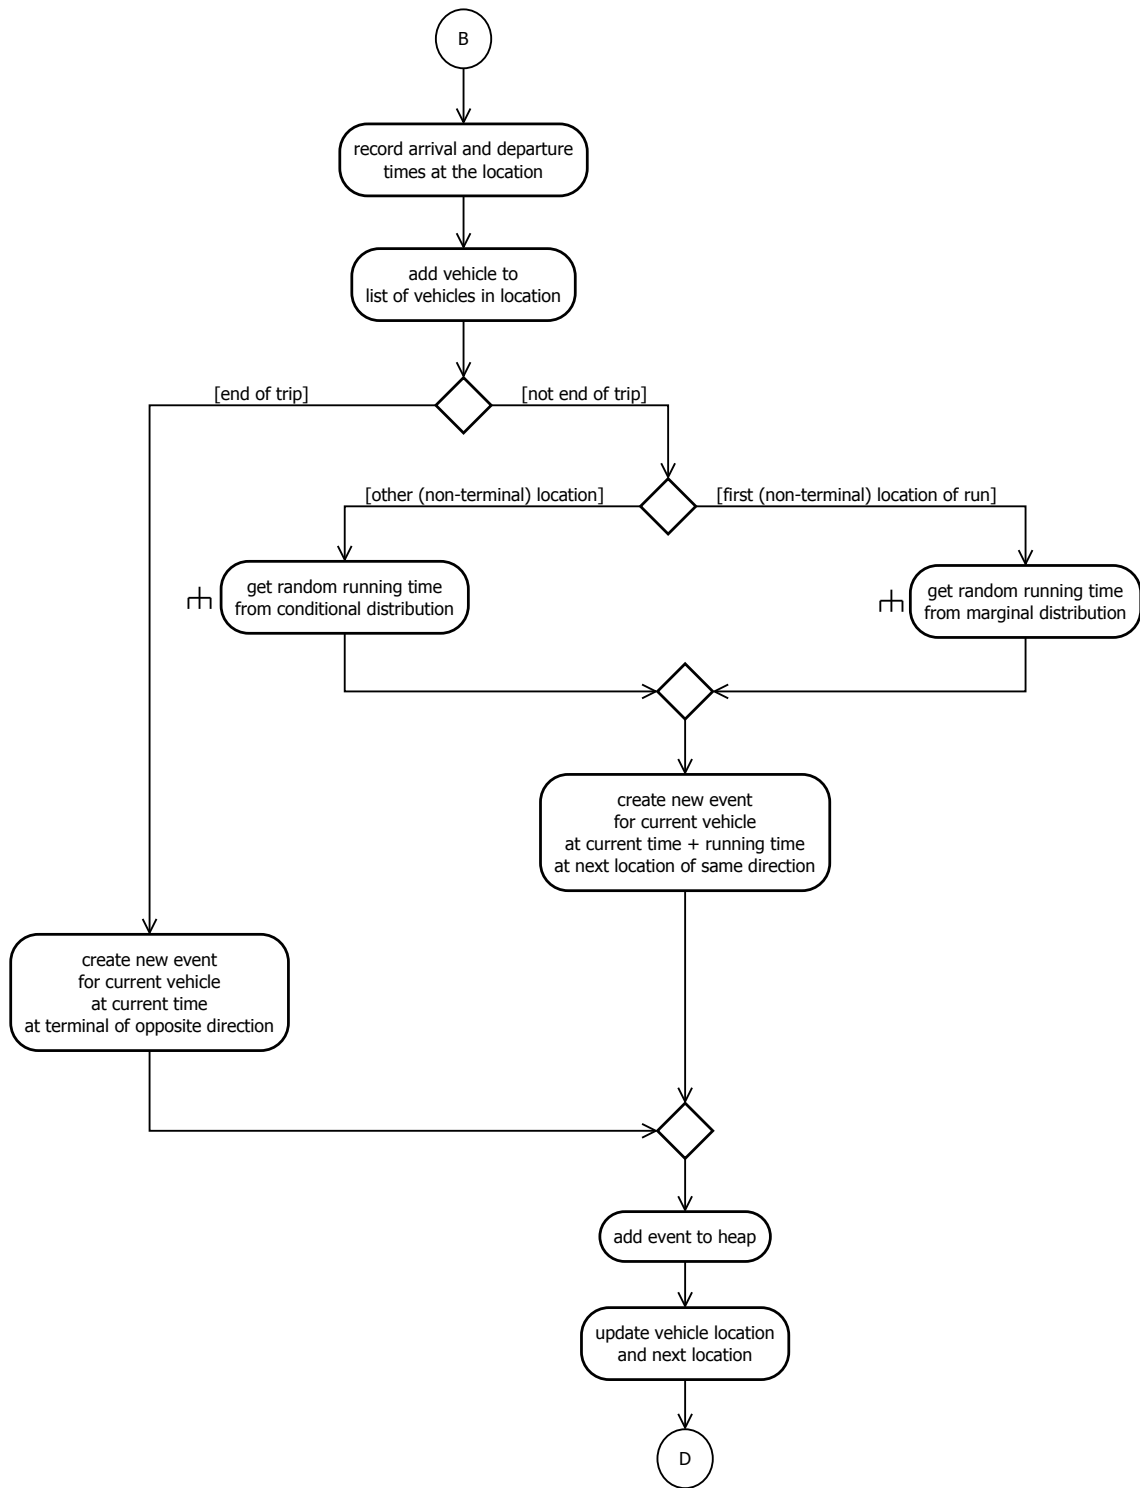 B
record arrival and departure
times at the location
add vehicle to
list of vehicles in location
[end of trip]
[not end of trip]
[other (non-terminal) location]
[first (non-terminal) location of run]
get random running time
from conditional distribution
get random running time
from marginal distribution
create new event
for current vehicle
at current time + running time
at next location of same direction
create new event
for current vehicle
at current time
at terminal of opposite direction
add event to heap
update vehicle location
and next location
D